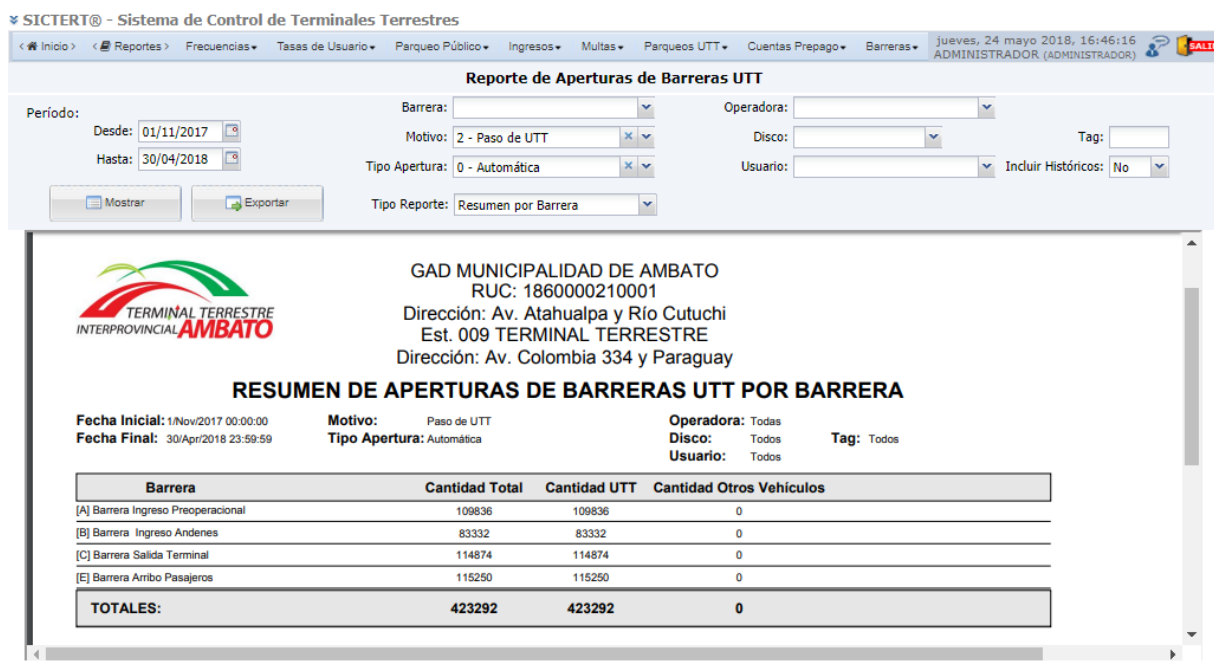 SICTERT® - Sistema de Control de Terminales Terrestres
< Inicio > < Reportes > Frecuencias Tasas de Usuario Parqueo Público Ingresos Multas Parqueos UTT Cuentas Prepago Barreras jueves, 24 mayo 2018, 16:46:16
ADMINISTRADOR (ADMINISTRADOR)
Reporte de Aperturas de Barreras UTT
Período: Barrera: Operadora:
Desde: 01/11/2017 Motivo: 2 - Paso de UTT Disco: Tag:
Hasta: 30/04/2018 Tipo Apertura: 0 - Automática Usuario: Incluir Históricos: No
Mostrar Exportar Tipo Reporte: Resumen por Barrera
TERMINAL TERRESTRE
INTERPROVINCIAL AMBATO
GAD MUNICIPALIDAD DE AMBATO
RUC: 1860000210001
Dirección: Av. Atahualpa y Río Cutuchi
Est. 009 TERMINAL TERRESTRE
Dirección: Av. Colombia 334 y Paraguay
RESUMEN DE APERTURAS DE BARRERAS UTT POR BARRERA
Fecha Inicial: 1/Nov/2017 00:00:00 Motivo: Paso de UTT Operadora: Todas
Fecha Final: 30/Apr/2018 23:59:59 Tipo Apertura: Automática Disco: Todos Tag: Todos
Usuario: Todos
Barrera Cantidad Total Cantidad UTT Cantidad Otros Vehículos
[A] Barrera Ingreso Preoperacional 109836 109836 0
[B] Barrera Ingreso Andenes 83332 83332 0
[C] Barrera Salida Terminal 114874 114874 0
[E] Barrera Arribo Pasajeros 115250 115250 0
TOTALES: 423292 423292 0